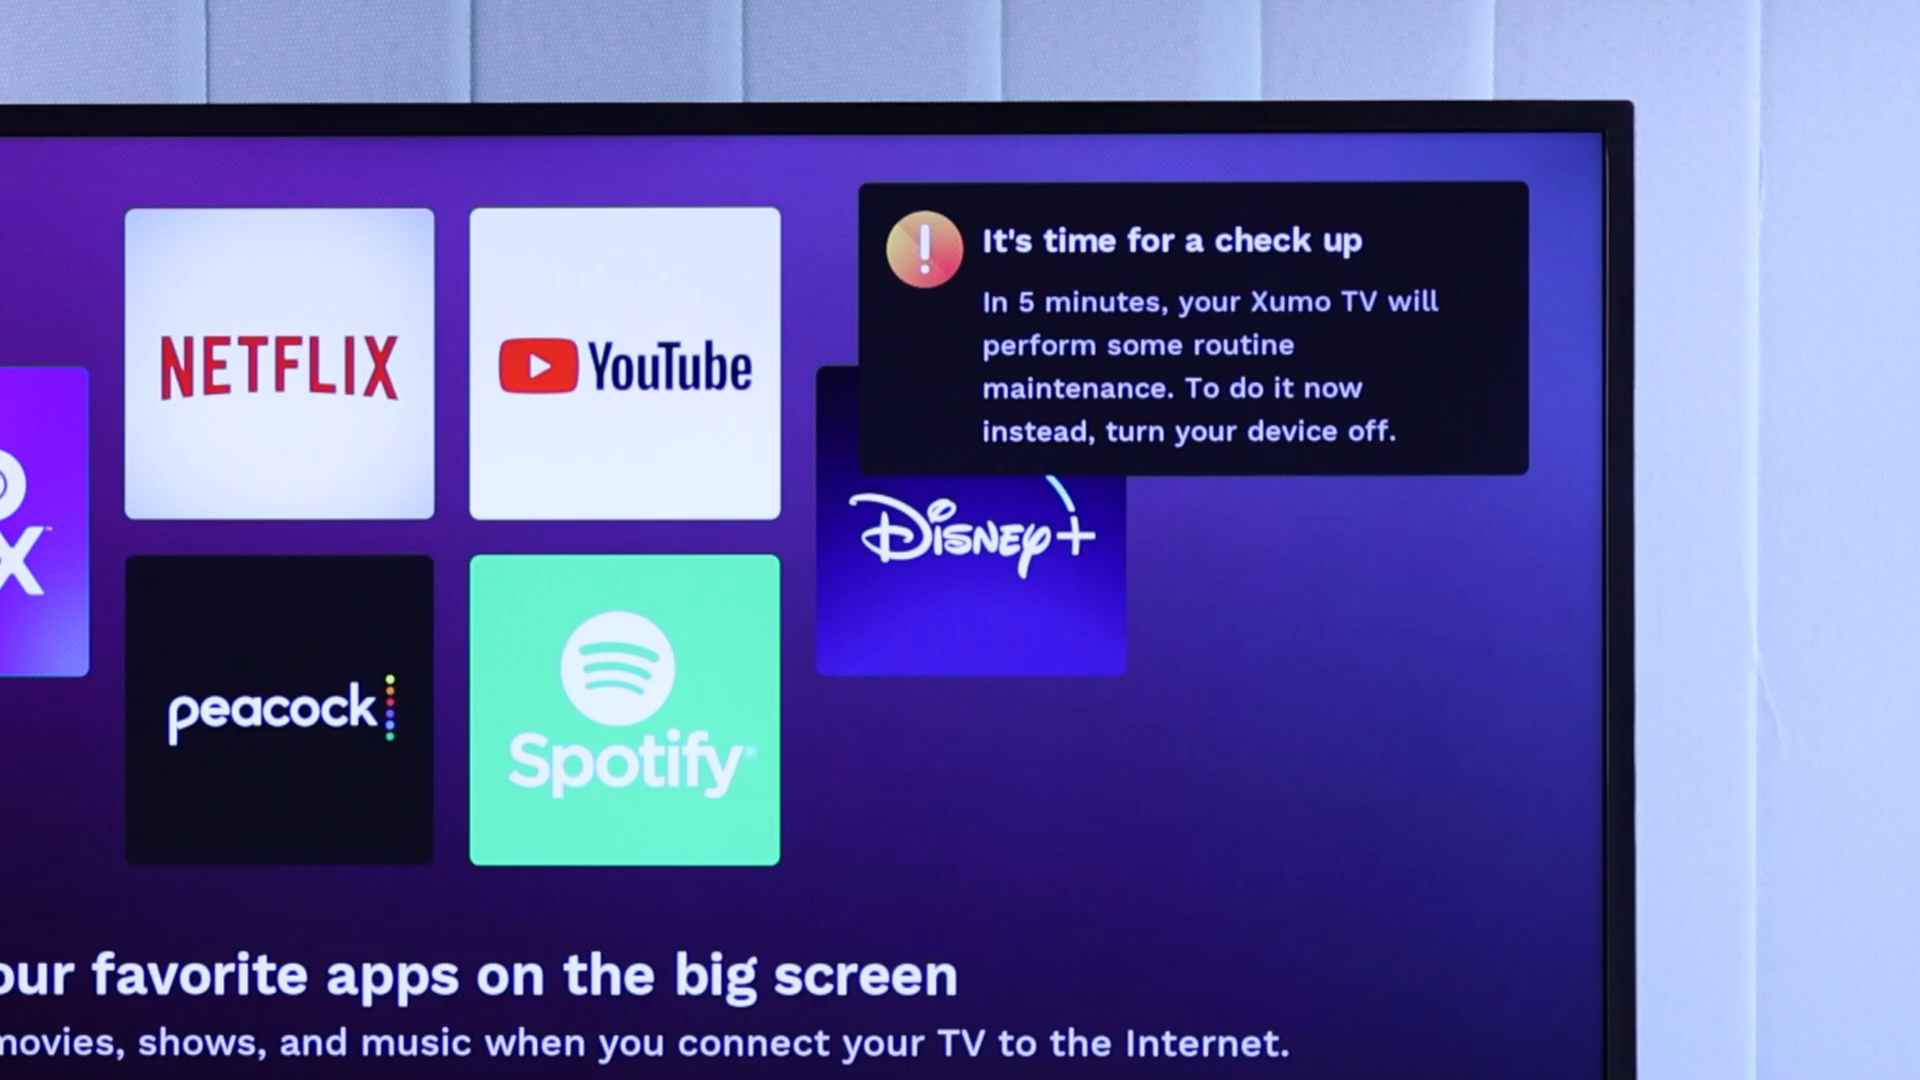 NETFLIX
YouTube
It's time for a check up
In 5 minutes, your Xumo TV will
perform some routine
maintenance. To do it now
instead, turn your device off.
X
Disney+
peacock
Spotify
our favorite apps on the big screen
movies, shows, and music when you connect your TV to the Internet.